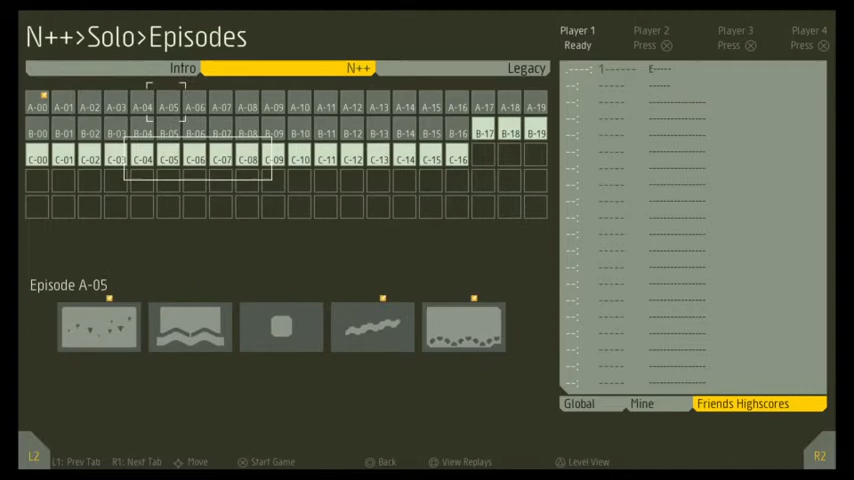 N++>Solo>Episodes
Player 1
Ready
Player 2
Press
Player 3
Press
Player 4
Press
Intro
N++
Legacy
A-00 A-01 A-02 A-03 A-04 A-05 A-06 A-07 A-08 A-09 A-10 A-11 A-12 A-13 A-14 A-15 A-16 A-17 A-18 A-19
B-00 B-01 B-02 B-03 B-04 B-05 B-06 B-07 B-08 B-09 B-10 B-11 B-12 B-13 B-14 B-15 B-16 B-17 B-18 B-19
C-00 C-01 C-02 C-03 C-04 C-05 C-06 C-07 C-08 C-09 C-10 C-11 C-12 C-13 C-14 C-15 C-16
Episode A-05
Global
Mine
Friends Highscores
L2
L1: Prev Tab
R1: Next Tab
Move
Start Game
Back
View Replays
Level View
R2